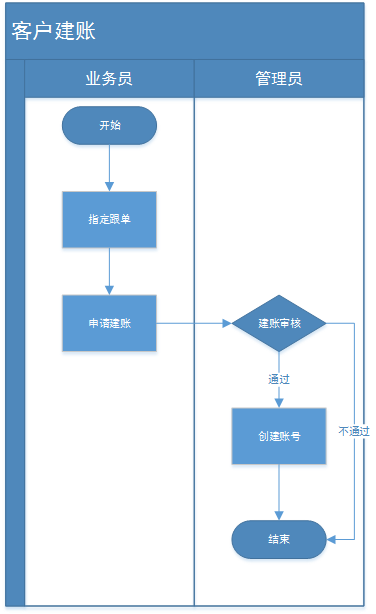 客户建账
业务员
管理员
开始
指定跟单
申请建账
建账审核
通过
不通过
创建账号
结束